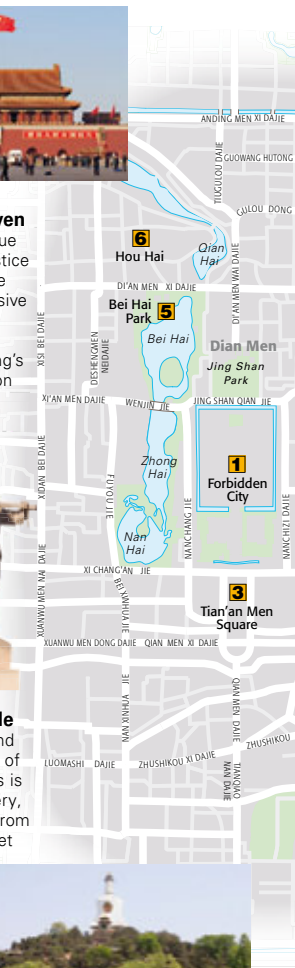 ANDING MEN XI DAJIE
GUOWANG HUTONG
TIUGULOU DAJIE
GULOU DONG
ven
ue
stice
e
sive
6
Hou Hai
Qian
Hai
DI'AN MEN WAI DAJIE
DI'AN MEN XI DAJIE
Bei Hai
Park
5
Bei Hai
XISI BEI DAJIE
DESHENGMEN
NEIDAJIE
Dian Men
Jing Shan
Park
g's
on
XI'AN MEN DAJIE
WENJIN JIE
JING SHAN QIAN JIE
XIDAN BEI DAJIE
FUYOU JIE
Zhong
Hai
1
Forbidden
City
NANCHANG JIE
NANCHIZI DAJIE
Nan
Hai
XUANWU MEN NAI DAJIE
XI CHANG'AN JIE
BEI XINHUA JIE
3
Tian'an Men
Square
XUANWU MEN DONG DAJIE
QIAN MEN XI DAJIE
NAN XINHUA JIE
QIAN MEN DAJIE
le
nd
of
s is
ery,
rom
et
LUOMASHI DAJIE
ZHUSHIKOU XI DAJIE
ZHUSHIKOU
TIANQIAO
NAN DAJIE